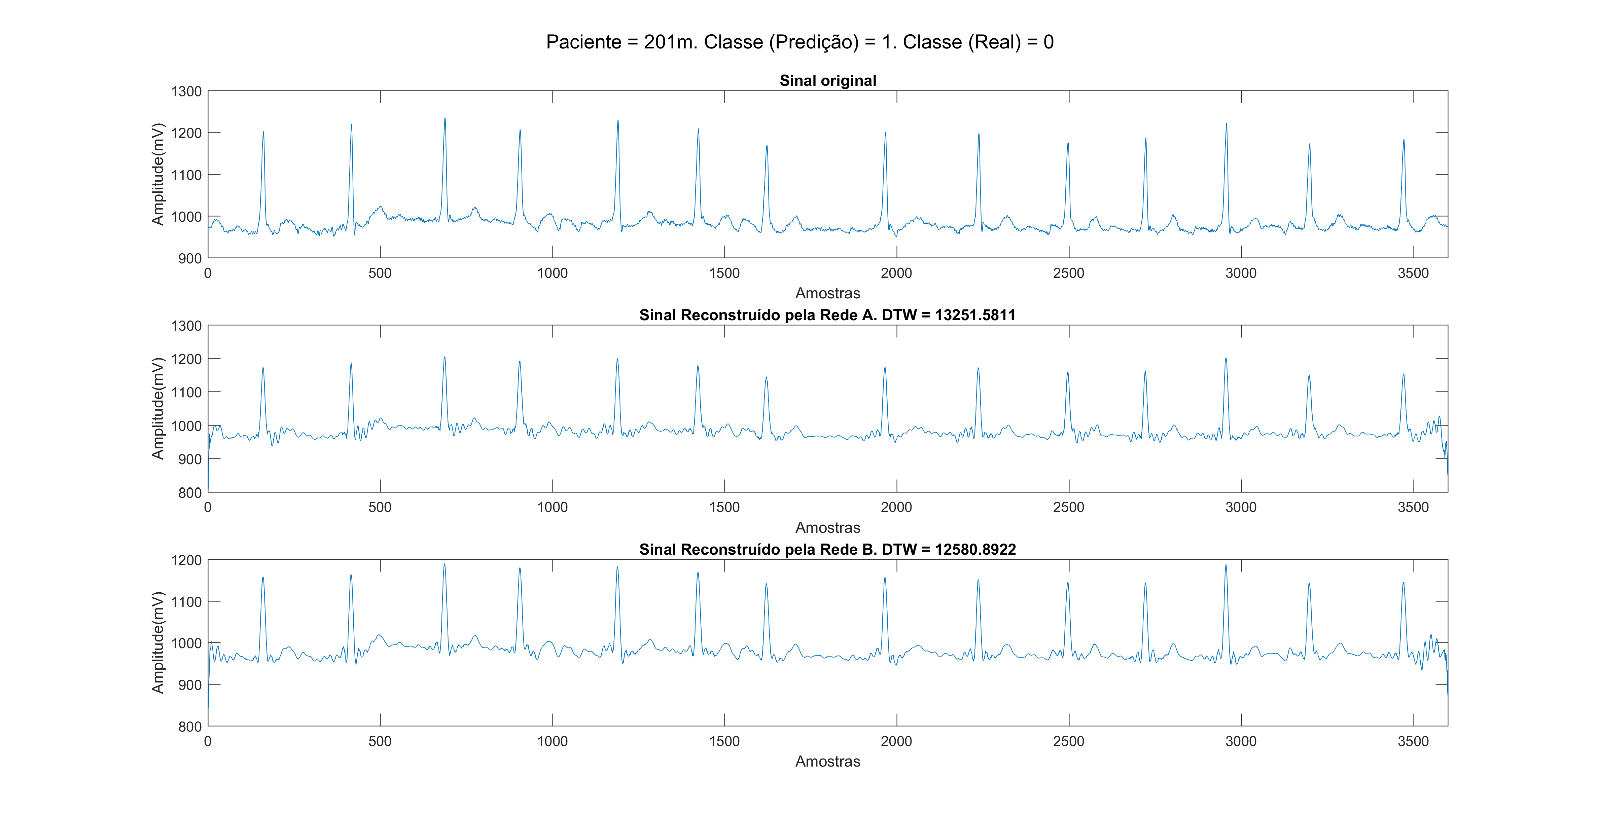 Paciente = 201m. Classe (Predição) = 1. Classe (Real) = 0
Sinal original
1300
1200
1100
1000
900
Amplitude(mV)
0 500 1000 1500 2000 2500 3000 3500
Amostras
Sinal Reconstruído pela Rede A. DTW = 13251.5811
1300
1200
1100
1000
900
800
Amplitude(mV)
0 500 1000 1500 2000 2500 3000 3500
Amostras
Sinal Reconstruído pela Rede B. DTW = 12580.8922
1200
1100
1000
900
800
Amplitude(mV)
0 500 1000 1500 2000 2500 3000 3500
Amostras